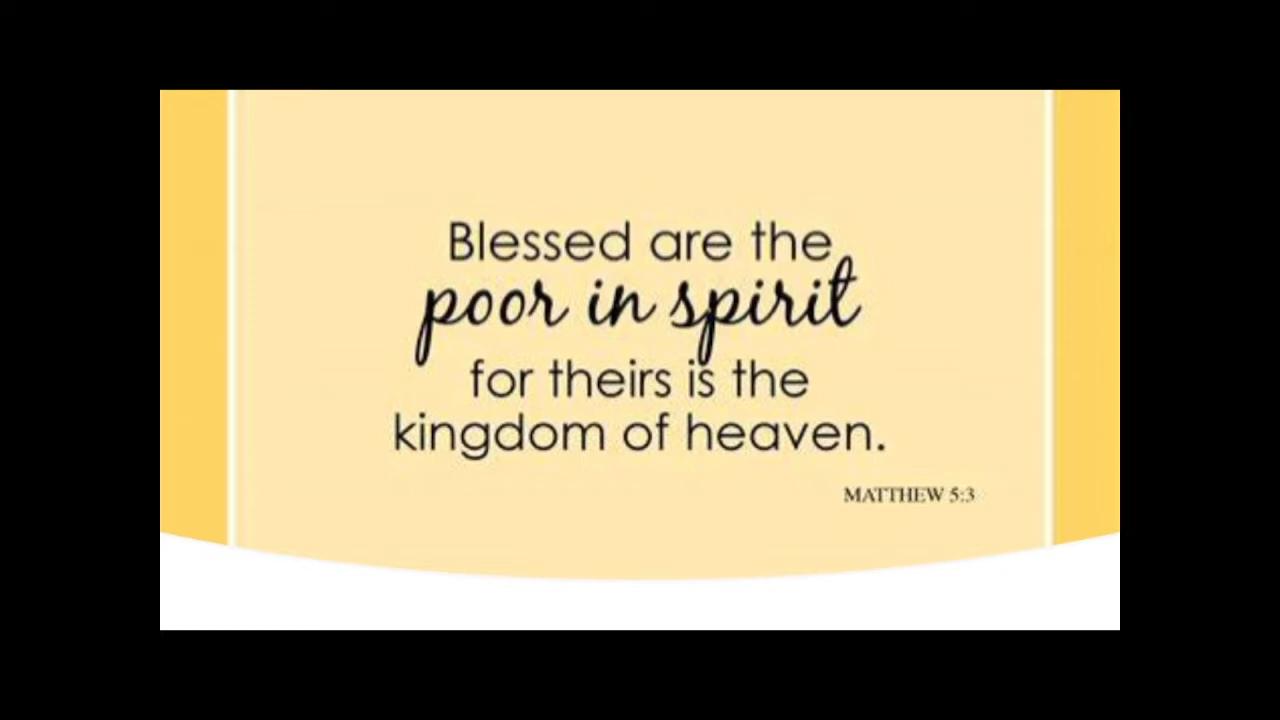 Blessed are the
poor in spirit
for theirs is the
kingdom of heaven.
MATTHEW 5:3